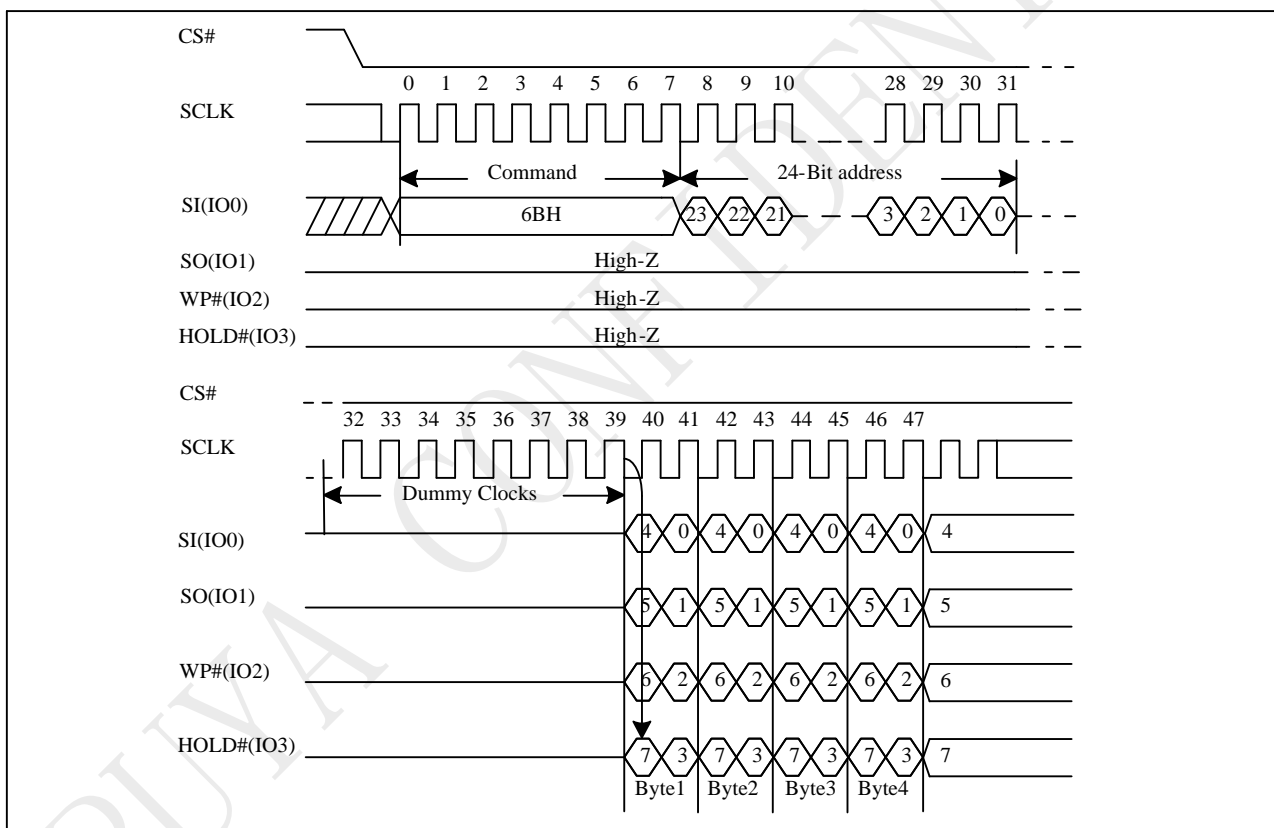 CS#
0 1 2 3 4 5 6 7 8 9 10 28 29 30 31
SCLK
Command 24-Bit address
SI(IO0) 6BH 23 22 21 3 2 1 0
SO(IO1) High-Z
WP#(IO2) High-Z
HOLD#(IO3) High-Z
CS#
32 33 34 35 36 37 38 39 40 41 42 43 44 45 46 47
SCLK
Dummy Clocks
SI(IO0) 4 0 4 0 4 0 4 0 4
SO(IO1) 5 1 5 1 5 1 5 1 5
WP#(IO2) 6 2 6 2 6 2 6 2 6
HOLD#(IO3) 7 3 7 3 7 3 7 3 7
Byte1 Byte2 Byte3 Byte4
PUYA CONFIDENT